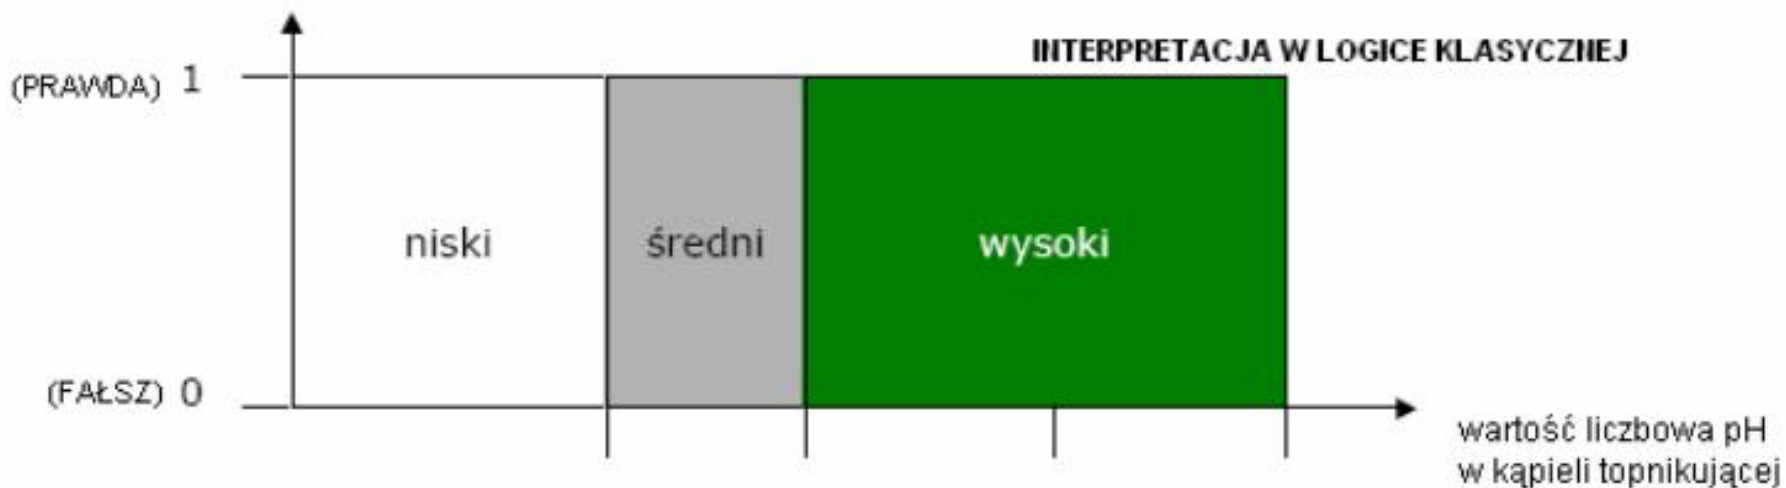 INTERPRETACJA W LOGICE KLASYCZNEJ
(PRAWDA) 1
niski
średni
wysoki
(FAŁSZ) 0
wartość liczbowa pH
w kąpieli topnikującej